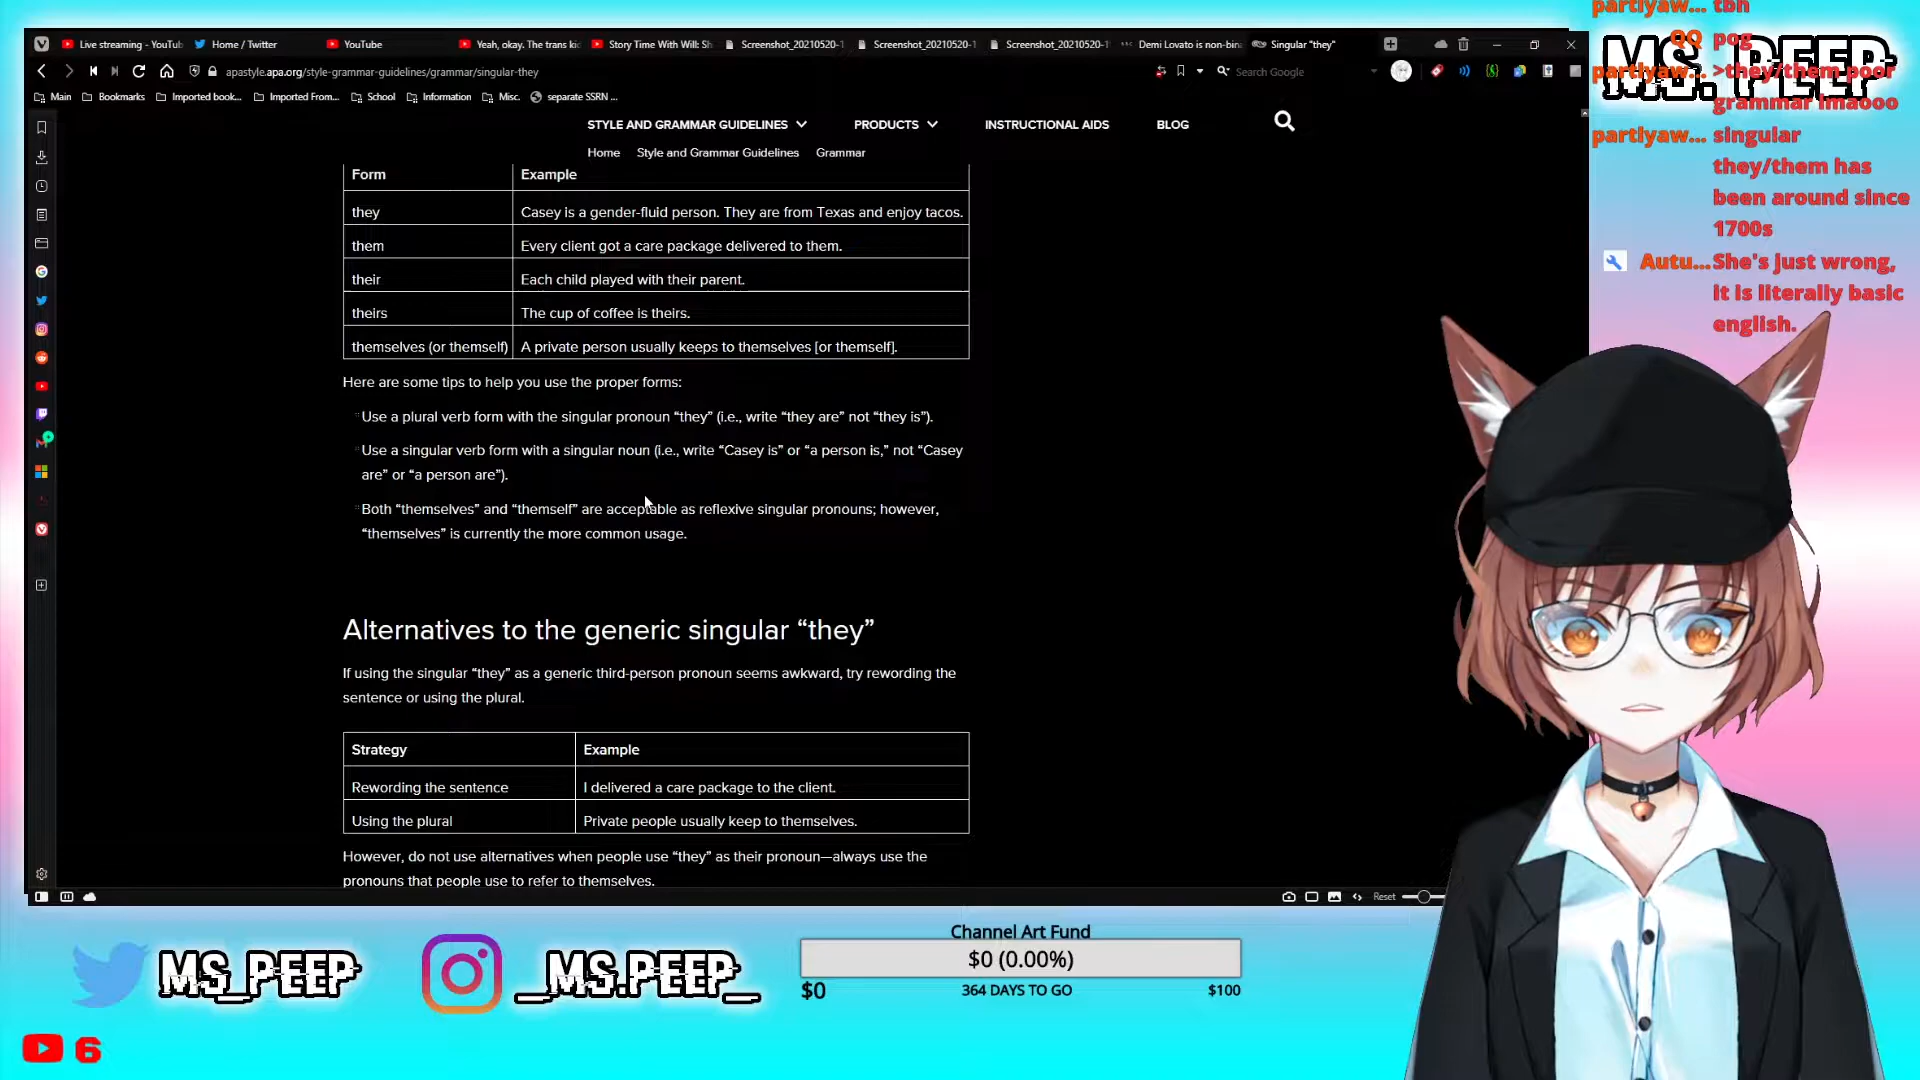 Live streaming - YouTub
Home / Twitter
YouTube
Yeah, okay. The trans ki
Story Time With Will: Sh
Screenshot_20210520-1
Screenshot_20210520-1
Screenshot_20210520-1
Demi Lovato is non-bina
Singular "they"
apastyle.apa.org/style-grammar-guidelines/grammar/singular-they
Search Google
Main
Bookmarks
Imported book...
Imported From...
School
Information
Misc.
separate SSRN ...
STYLE AND GRAMMAR GUIDELINES
PRODUCTS
INSTRUCTIONAL AIDS
BLOG
Home
Style and Grammar Guidelines
Grammar
Form Example
they Casey is a gender-fluid person. They are from Texas and enjoy tacos.
them Every client got a care package delivered to them.
their Each child played with their parent.
theirs The cup of coffee is theirs.
themselves (or themself) A private person usually keeps to themselves [or themself].
Here are some tips to help you use the proper forms:
Use a plural verb form with the singular pronoun “they” (i.e., write “they are” not “they is”).
Use a singular verb form with a singular noun (i.e., write “Casey is” or “a person is,” not “Casey
are” or “a person are”).
Both “themselves” and “themself” are acceptable as reflexive singular pronouns; however,
“themselves” is currently the more common usage.
Alternatives to the generic singular “they”
If using the singular “they” as a generic third-person pronoun seems awkward, try rewording the
sentence or using the plural.
Strategy Example
Rewording the sentence I delivered a care package to the client.
Using the plural Private people usually keep to themselves.
However, do not use alternatives when people use “they” as their pronoun—always use the
pronouns that people use to refer to themselves.
Reset
MS. PEEP
partlyaw... tbh
QQ pog
partlyaw... >they/them poor
grammar lmaooo
partlyaw... singular
they/them has
been around since
1700s
Autu... She's just wrong,
it is literally basic
english.
MS_PEEP
_MS.PEEP_
Channel Art Fund
$0 (0.00%)
$0 364 DAYS TO GO $100
6